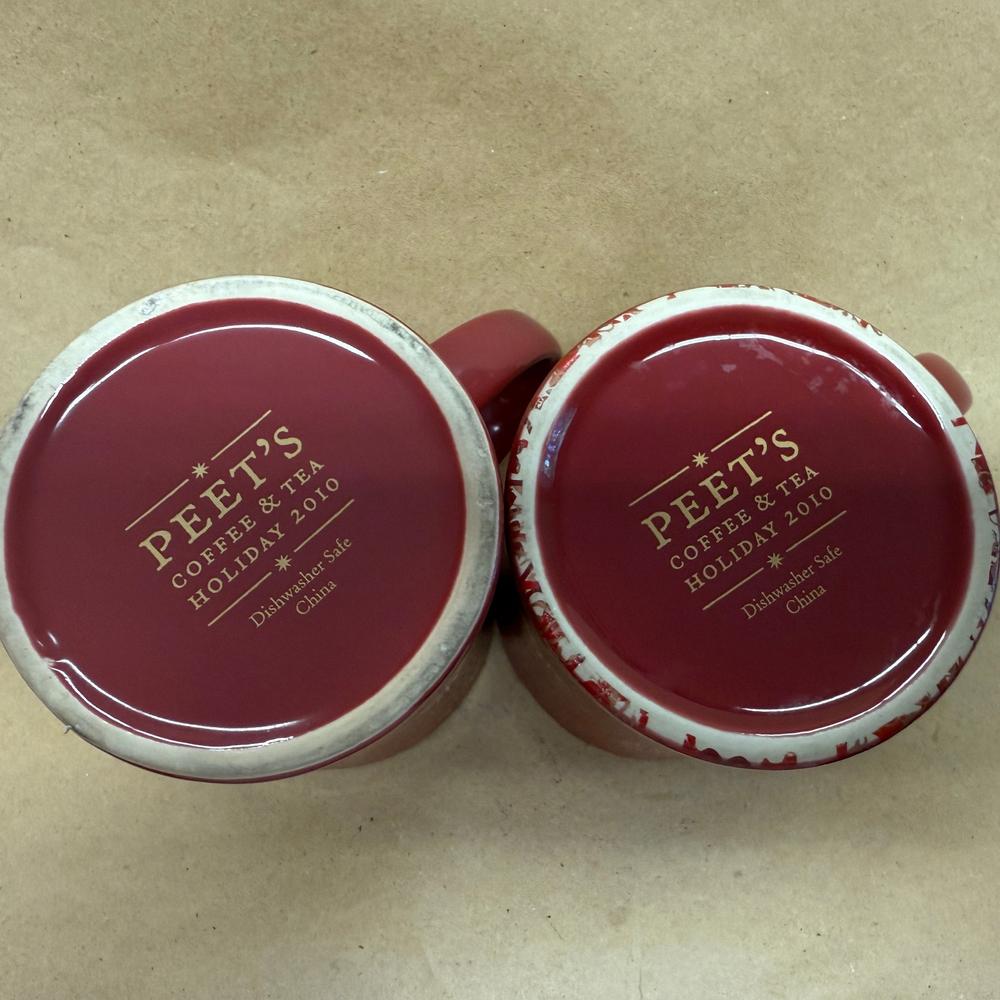 PEET'S
COFFEE & TEA
HOLIDAY 2010
Dishwasher Safe
China
PEET'S
COFFEE & TEA
HOLIDAY 2010
Dishwasher Safe
China